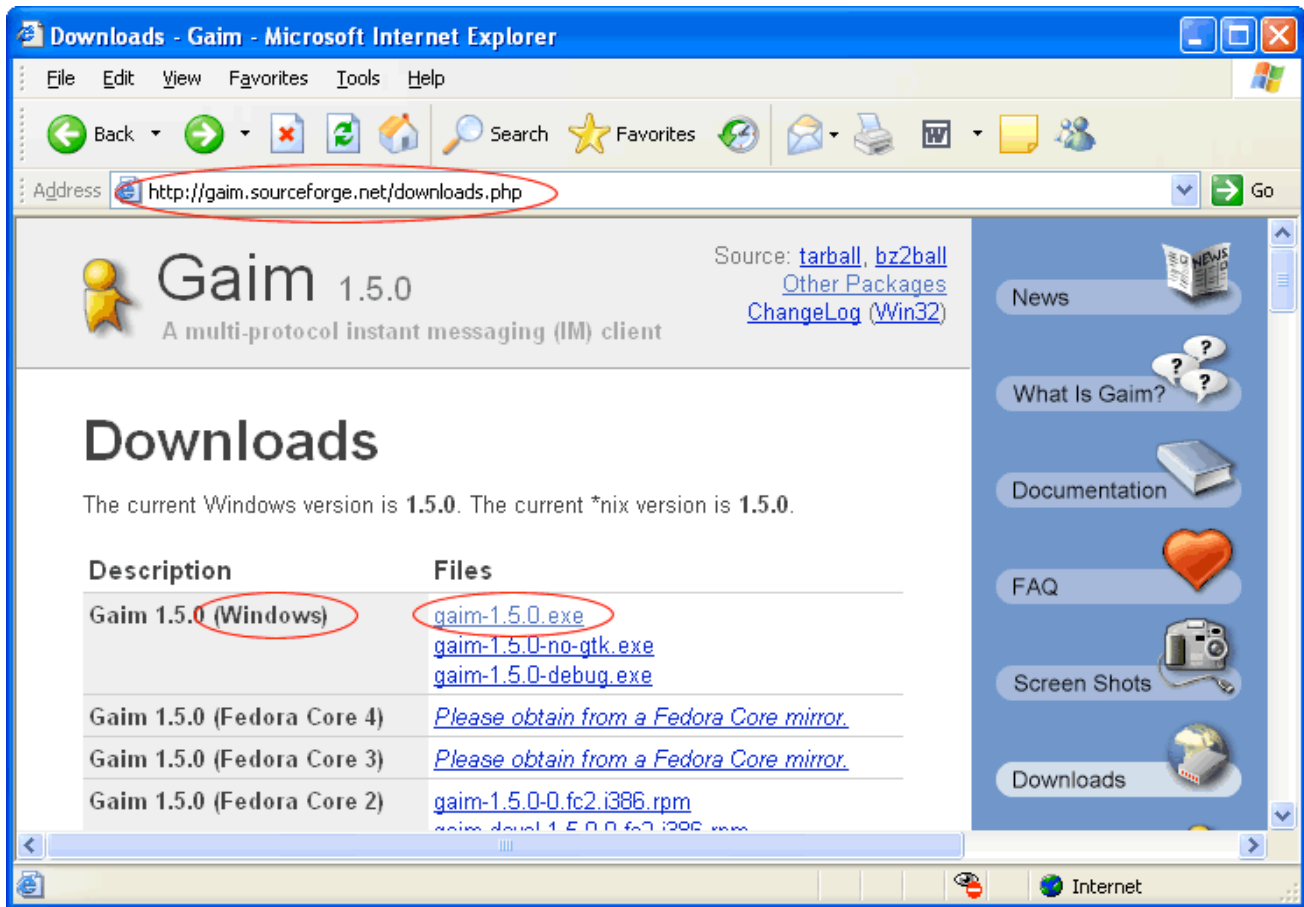 Downloads - Gaim - Microsoft Internet Explorer
File Edit View Favorites Tools Help
Back Search Favorites
Address http://gaim.sourceforge.net/downloads.php Go
Gaim 1.5.0
A multi-protocol instant messaging (IM) client
Source: tarball, bz2ball
Other Packages
ChangeLog (Win32)
Downloads
The current Windows version is 1.5.0. The current *nix version is 1.5.0.
Description Files
Gaim 1.5.0 (Windows) gaim-1.5.0.exe
gaim-1.5.0-no-gtk.exe
gaim-1.5.0-debug.exe
Gaim 1.5.0 (Fedora Core 4) Please obtain from a Fedora Core mirror.
Gaim 1.5.0 (Fedora Core 3) Please obtain from a Fedora Core mirror.
Gaim 1.5.0 (Fedora Core 2) gaim-1.5.0-0.fc2.i386.rpm
NEWS
News
? ? ?
What Is Gaim?
Documentation
FAQ
Screen Shots
Downloads
Internet